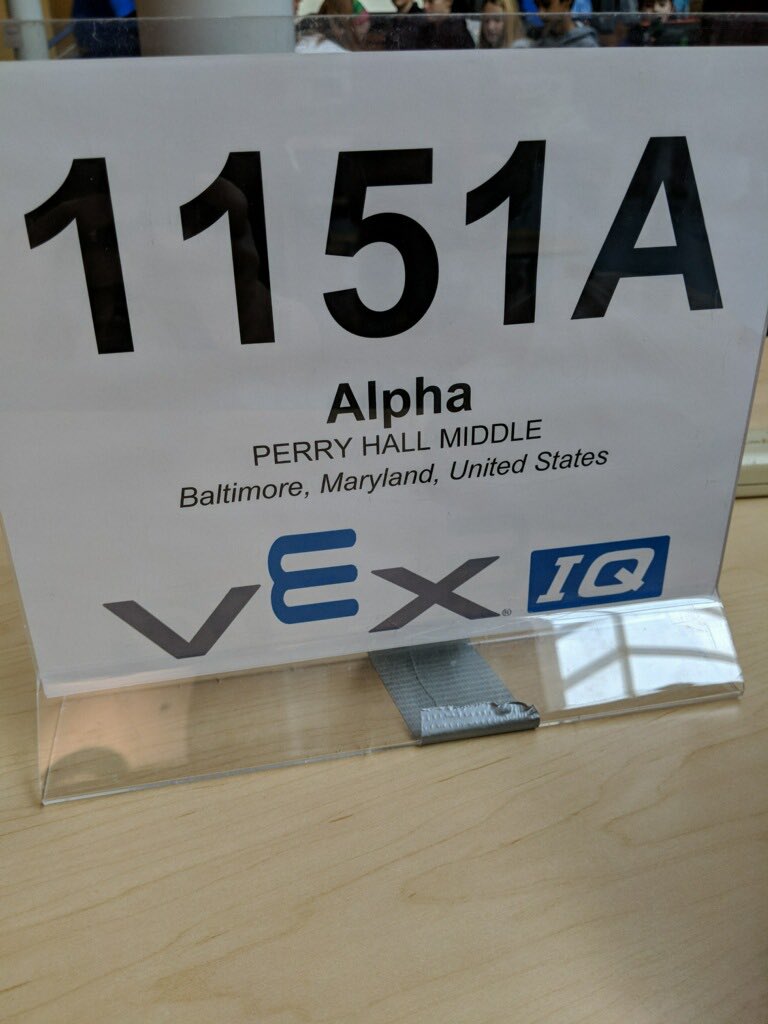 1151A
Alpha
PERRY HALL MIDDLE
Baltimore, Maryland, United States
VEX® IQ